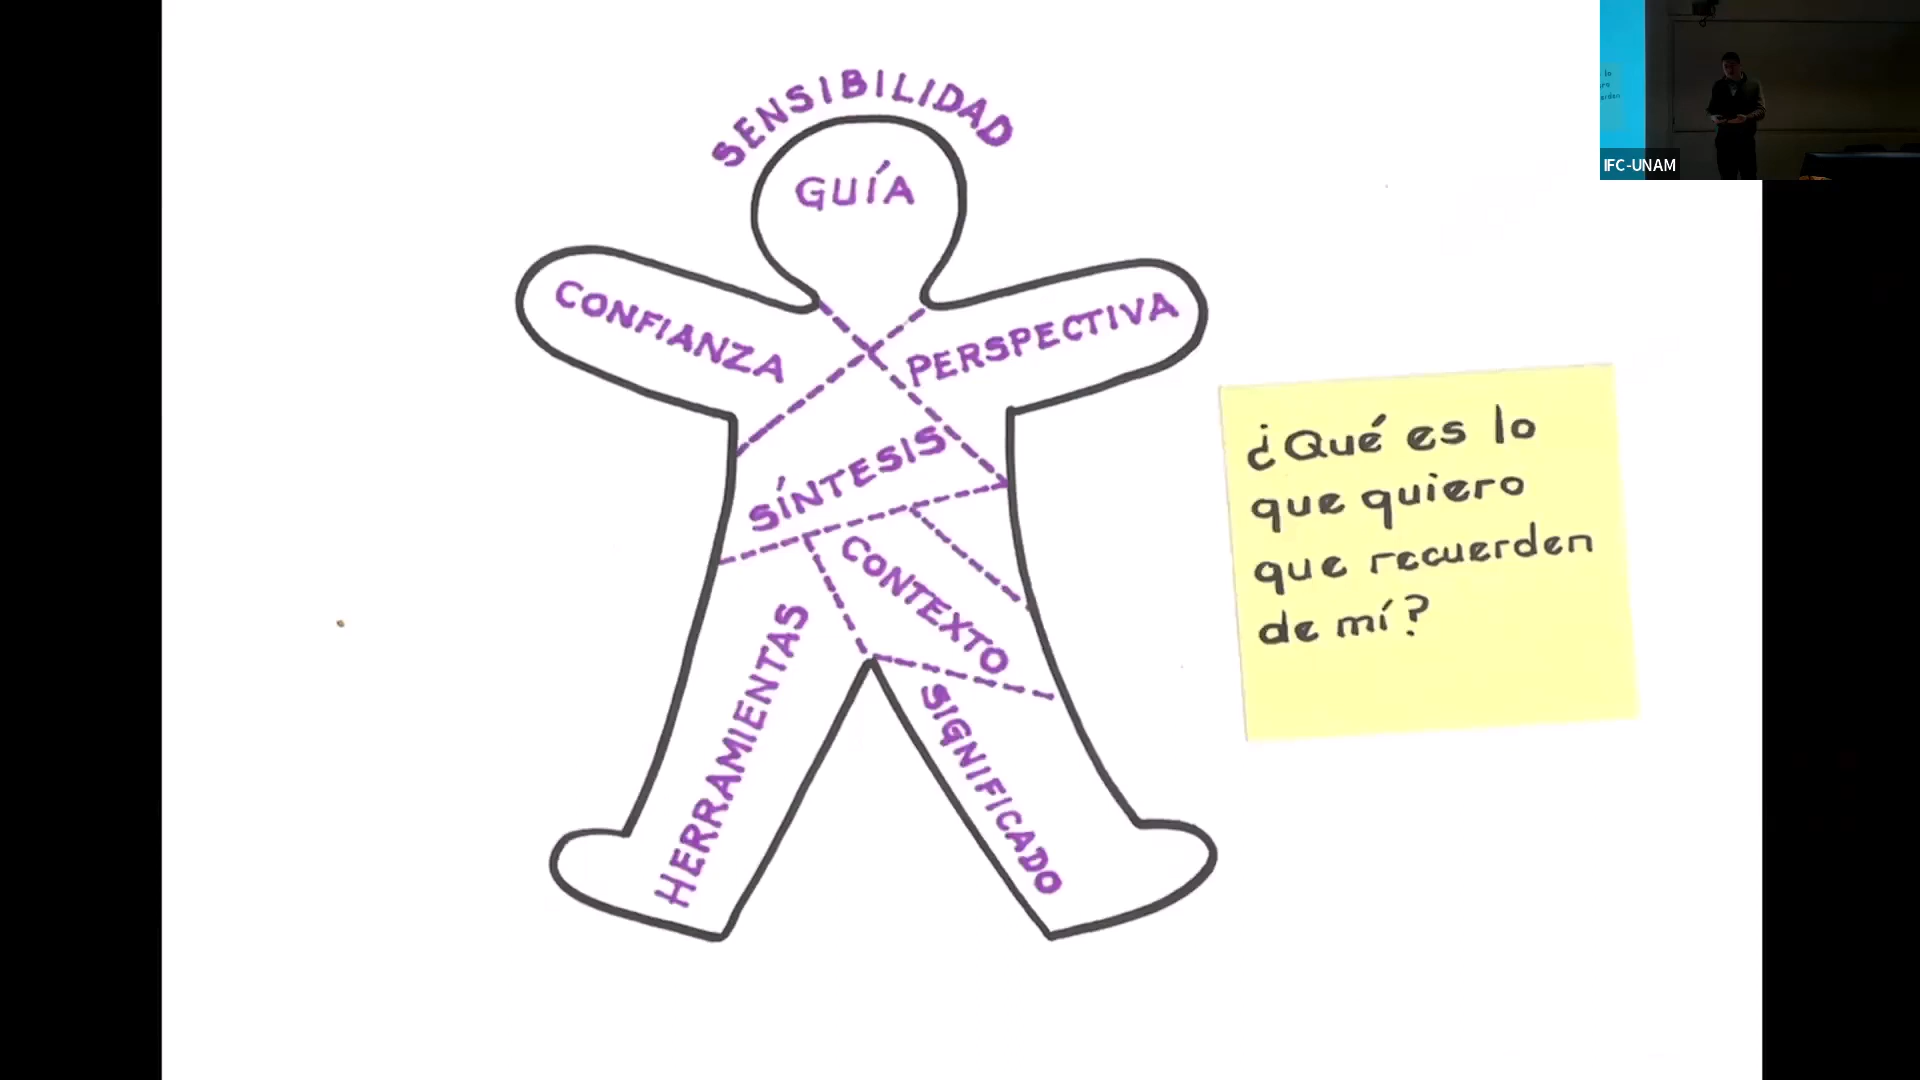 SENSIBILIDAD
GUÍA
CONFIANZA
PERSPECTIVA
SÍNTESIS
CONTEXTO
HERRAMIENTAS
SIGNIFICADO
¿Qué es lo
que quiero
que recuerden
de mí?
IFC-UNAM